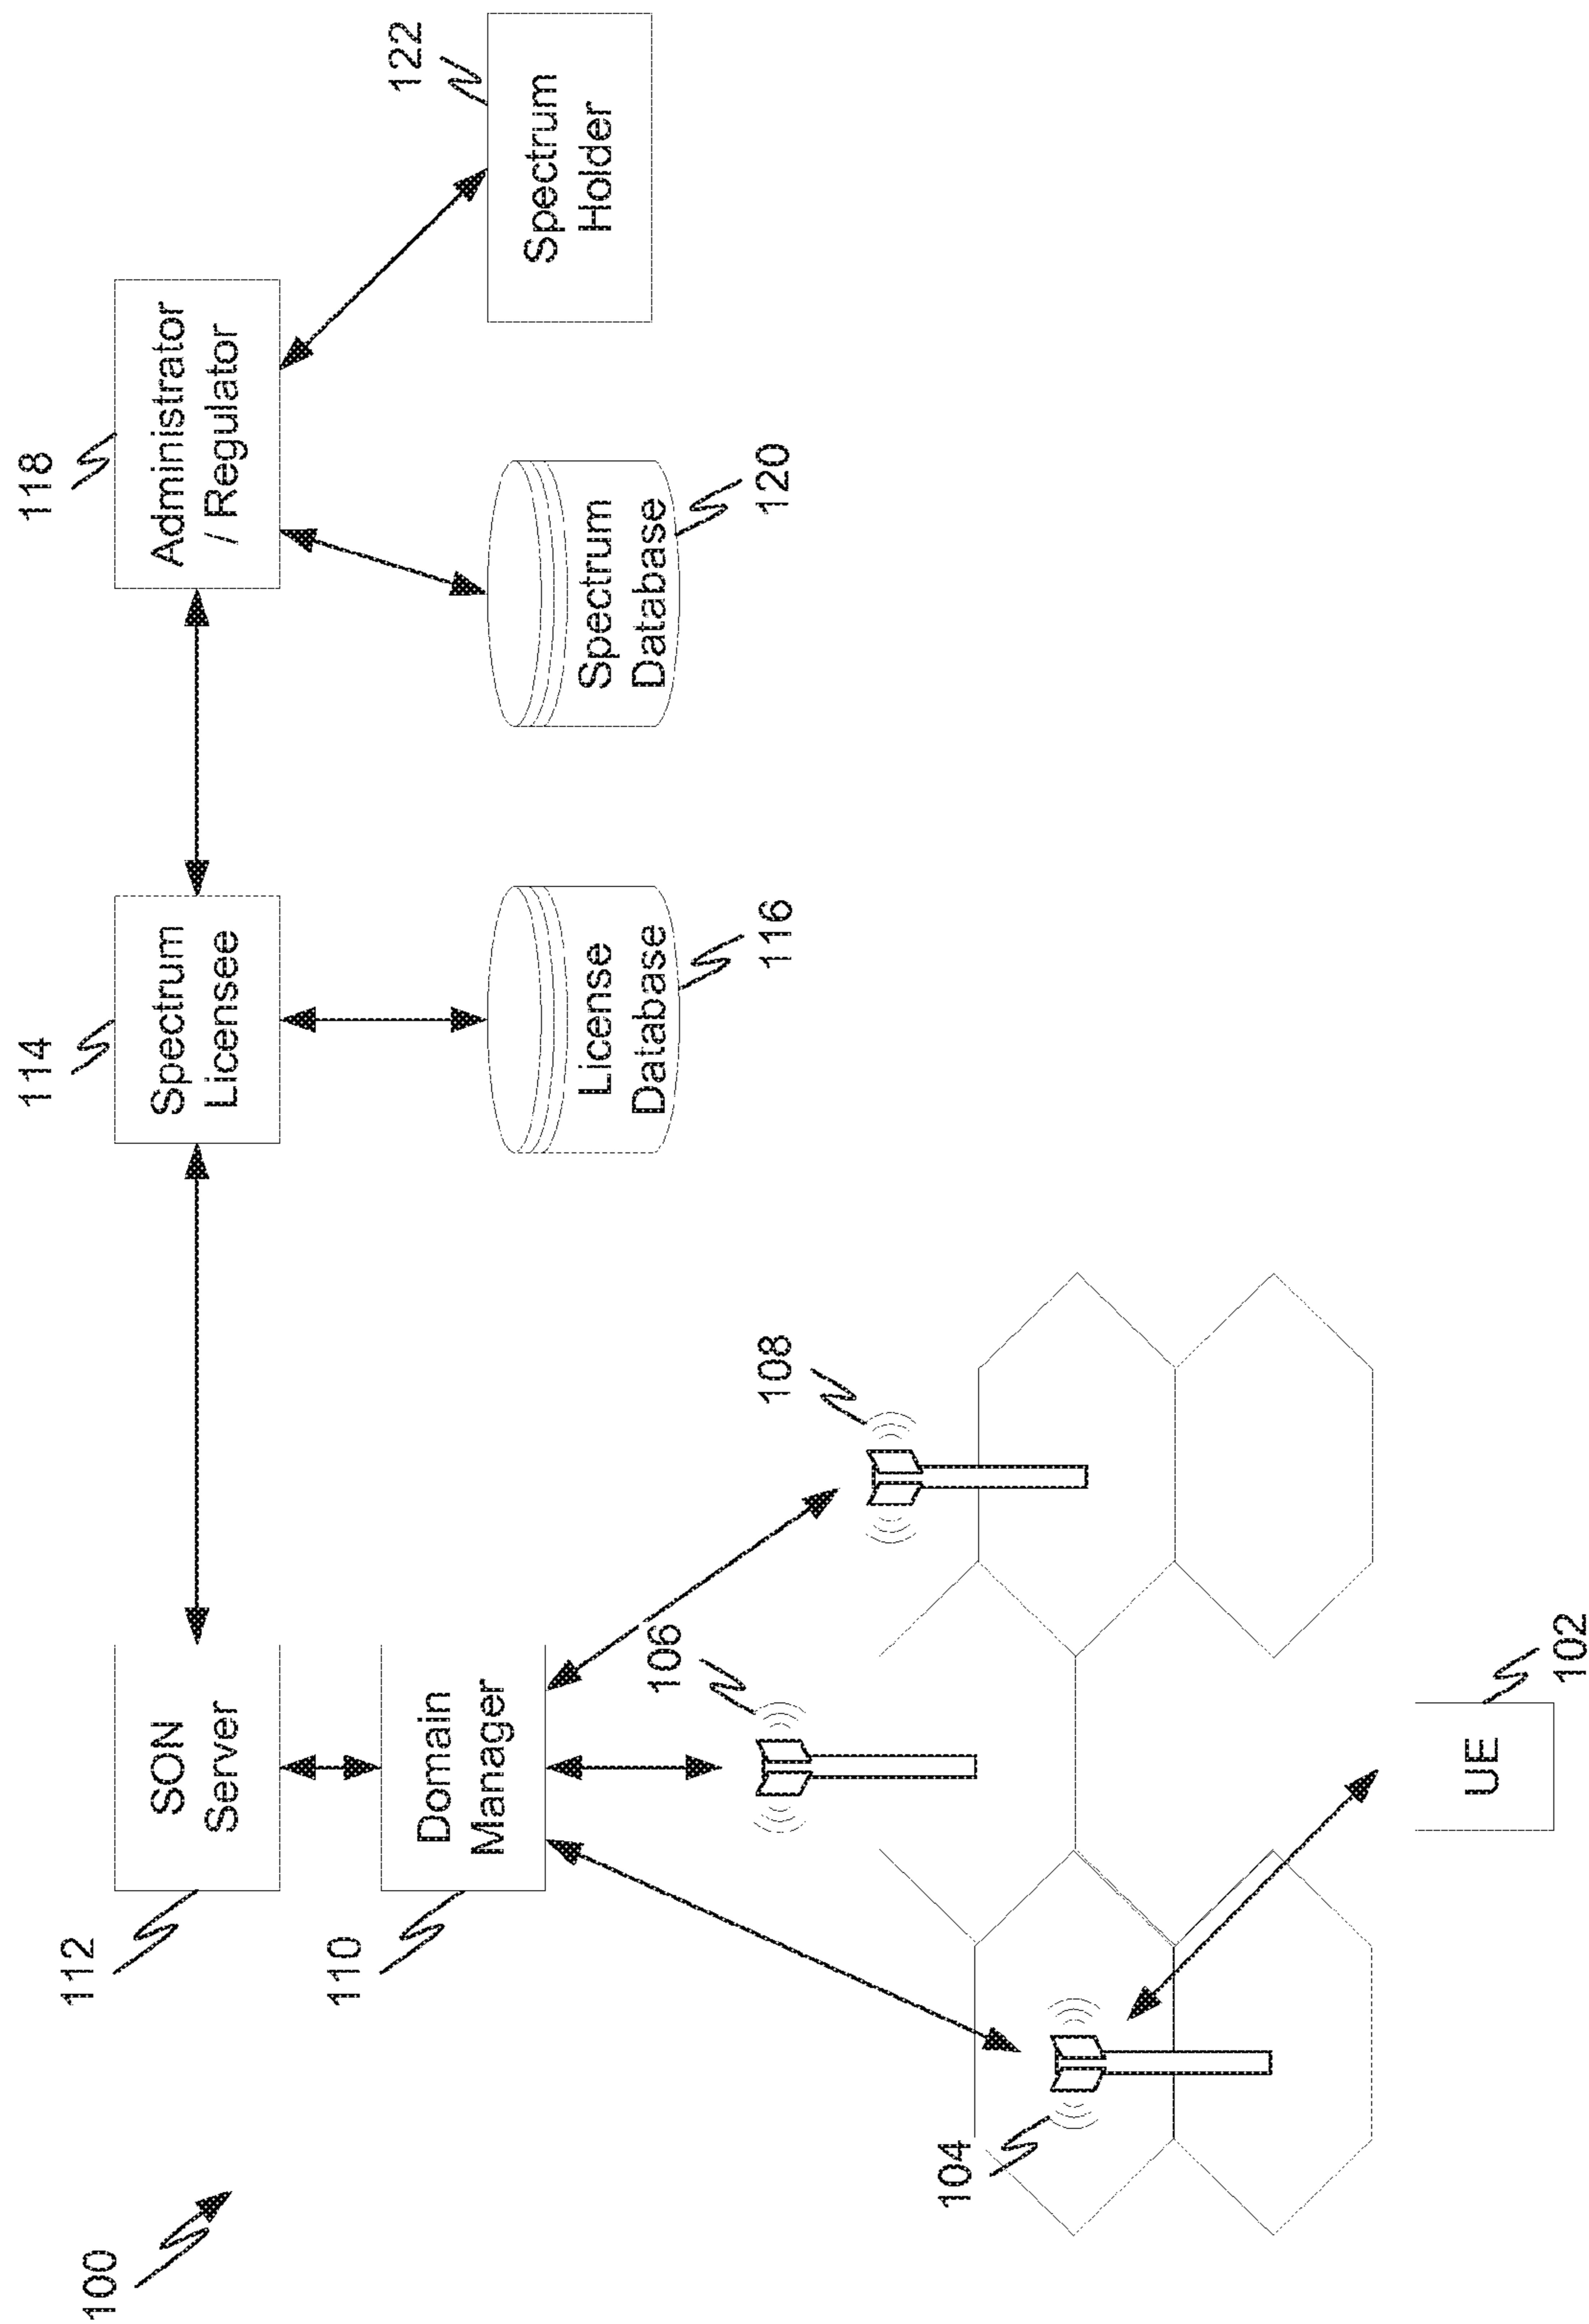 100
112
SON
Server
110
Domain
Manager
104
106
108
UE
102
114
Spectrum
Licensee
License
Database
116
118
Administrator
/ Regulator
Spectrum
Database
120
122
Spectrum
Holder